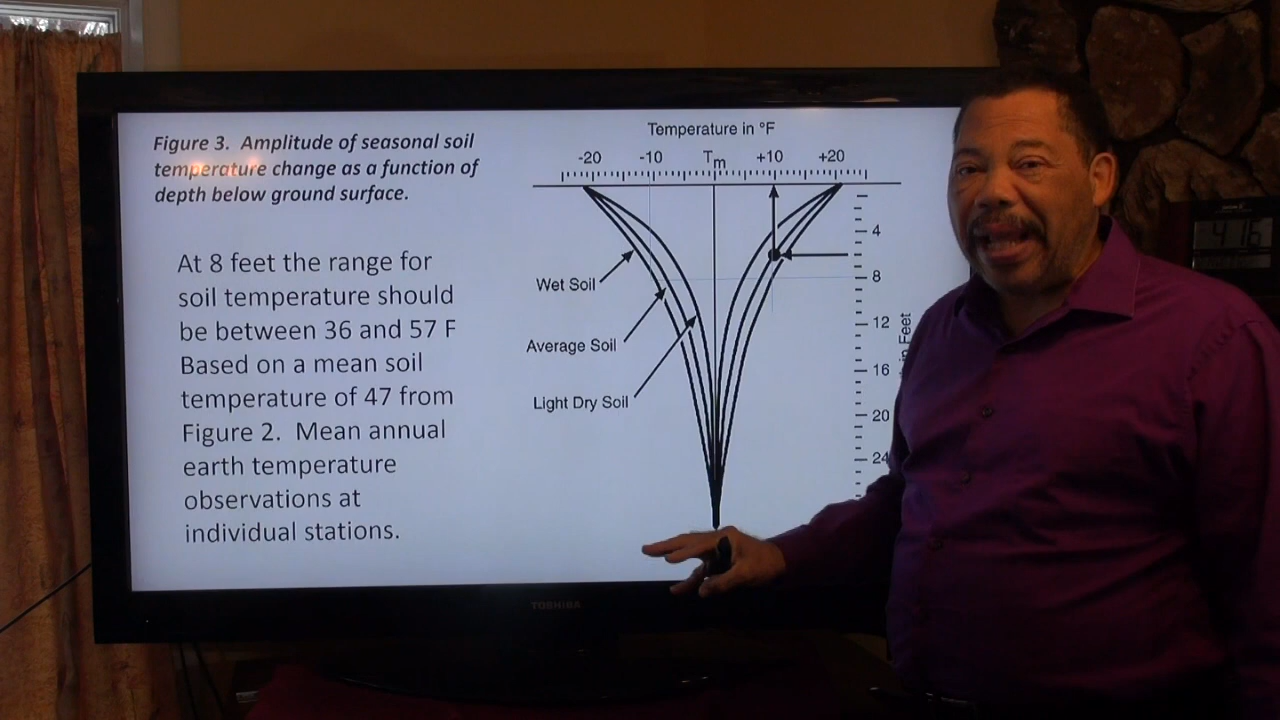 Figure 3. Amplitude of seasonal soil
temperature change as a function of
depth below ground surface.
At 8 feet the range for
soil temperature should
be between 36 and 57 F
Based on a mean soil
temperature of 47 from
Figure 2. Mean annual
earth temperature
observations at
individual stations.
Temperature in °F
-20 -10 Tm +10 +20
4
8
12
16
20
24
in Feet
Wet Soil
Average Soil
Light Dry Soil
TOSHIBA